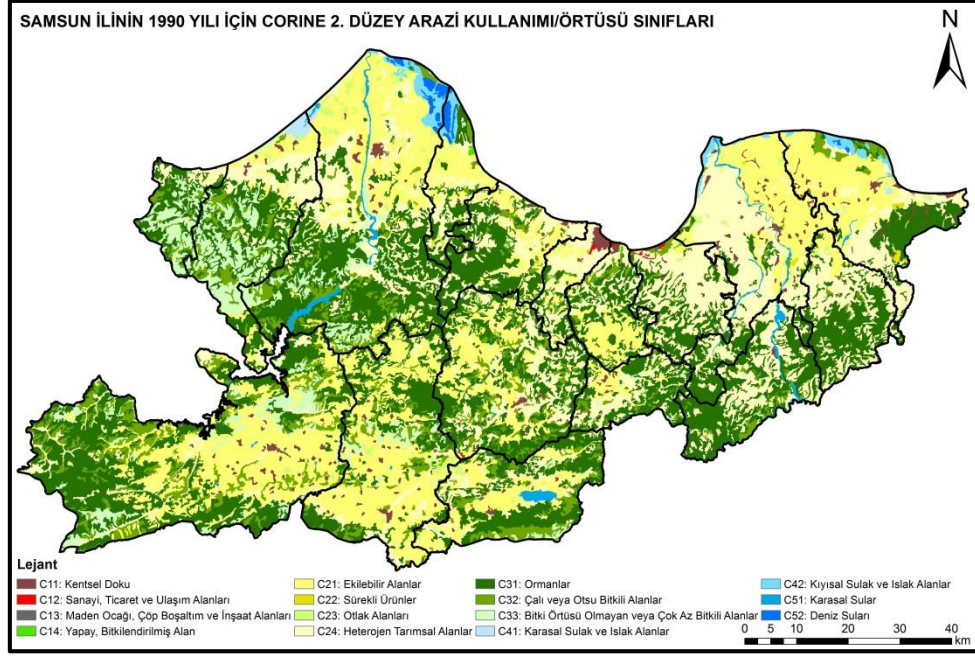 SAMSUN İLİNİN 1990 YILI İÇİN CORINE 2. DÜZEY ARAZİ KULLANIMI/ÖRTÜSÜ SINIFLARI
N
Lejant
C11: Kentsel Doku
C12: Sanayi, Ticaret ve Ulaşım Alanları
C13: Maden Ocağı, Çöp Boşaltım ve İnşaat Alanları
C14: Yapay, Bitkilendirilmiş Alan
C21: Ekilebilir Alanlar
C22: Sürekli Ürünler
C23: Otlak Alanları
C24: Heterojen Tarımsal Alanlar
C31: Ormanlar
C32: Çalı veya Otsu Bitkili Alanlar
C33: Bitki Örtüsü Olmayan veya Çok Az Bitkili Alanlar
C41: Karasal Sulak ve Islak Alanlar
C42: Kıyısal Sulak ve Islak Alanlar
C51: Karasal Sular
C52: Deniz Suları
0 5 10 20 30 40
km